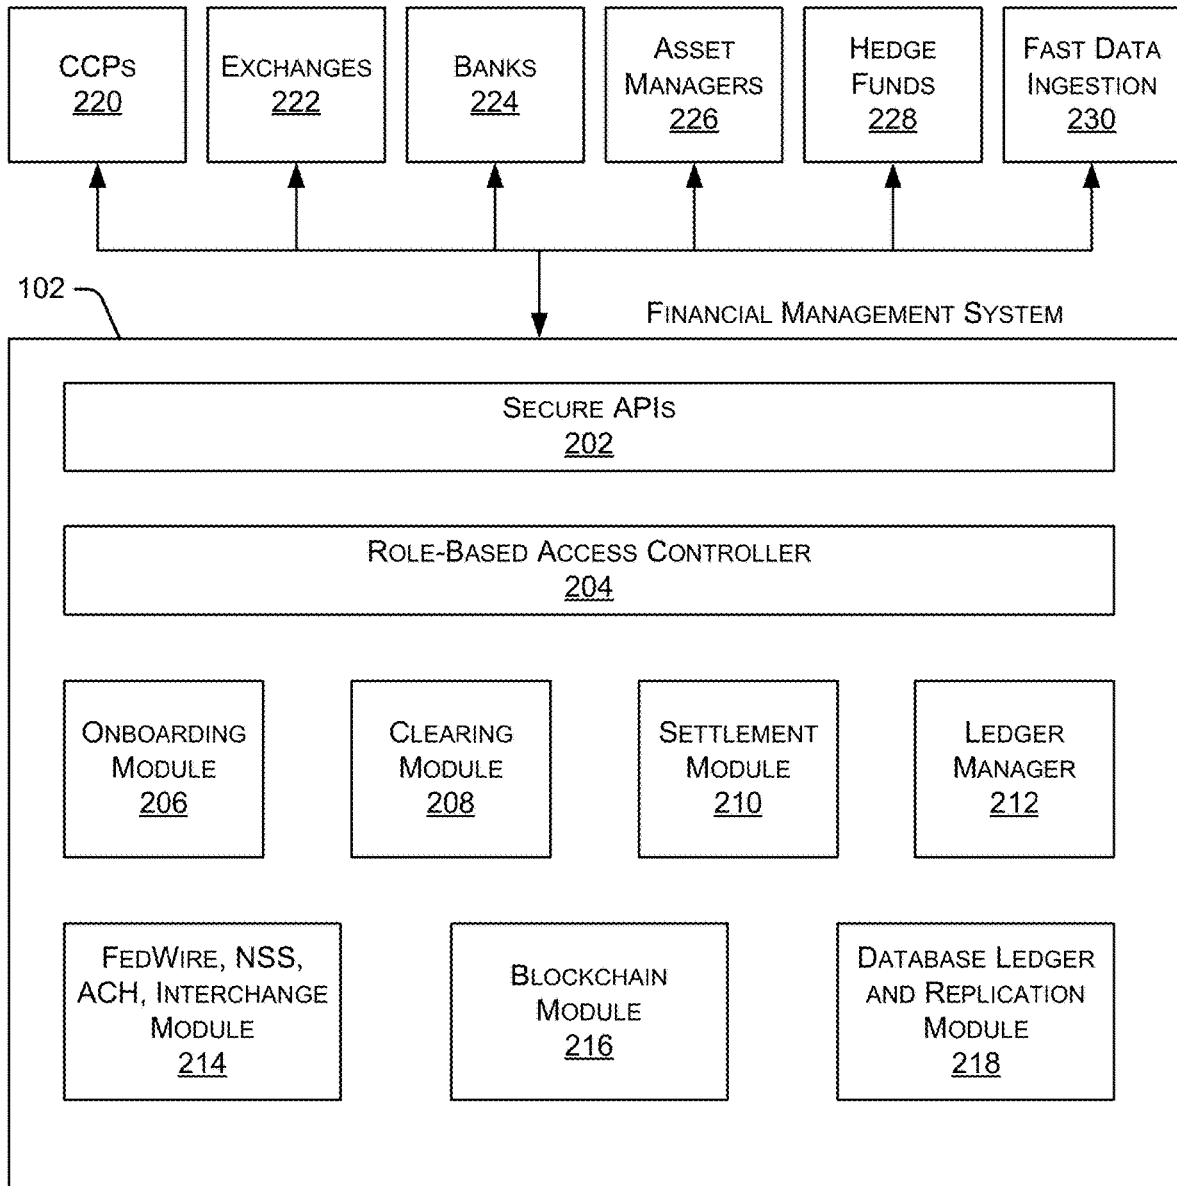 CCPs
220
Exchanges
222
Banks
224
Asset
Managers
226
Hedge
Funds
228
Fast Data
Ingestion
230
102
Financial Management System
Secure APIs
202
Role-Based Access Controller
204
Onboarding
Module
206
Clearing
Module
208
Settlement
Module
210
Ledger
Manager
212
FedWire, NSS,
ACH, Interchange
Module
214
Blockchain
Module
216
Database Ledger
and Replication
Module
218